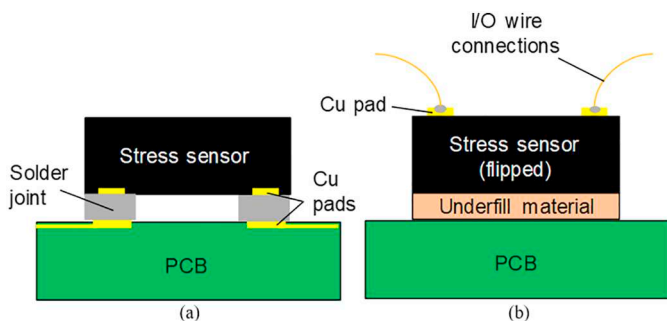 Stress sensor
Solder
joint
Cu
pads
PCB
(a)
I/O wire
connections
Cu pad
Stress sensor
(flipped)
Underfill material
PCB
(b)